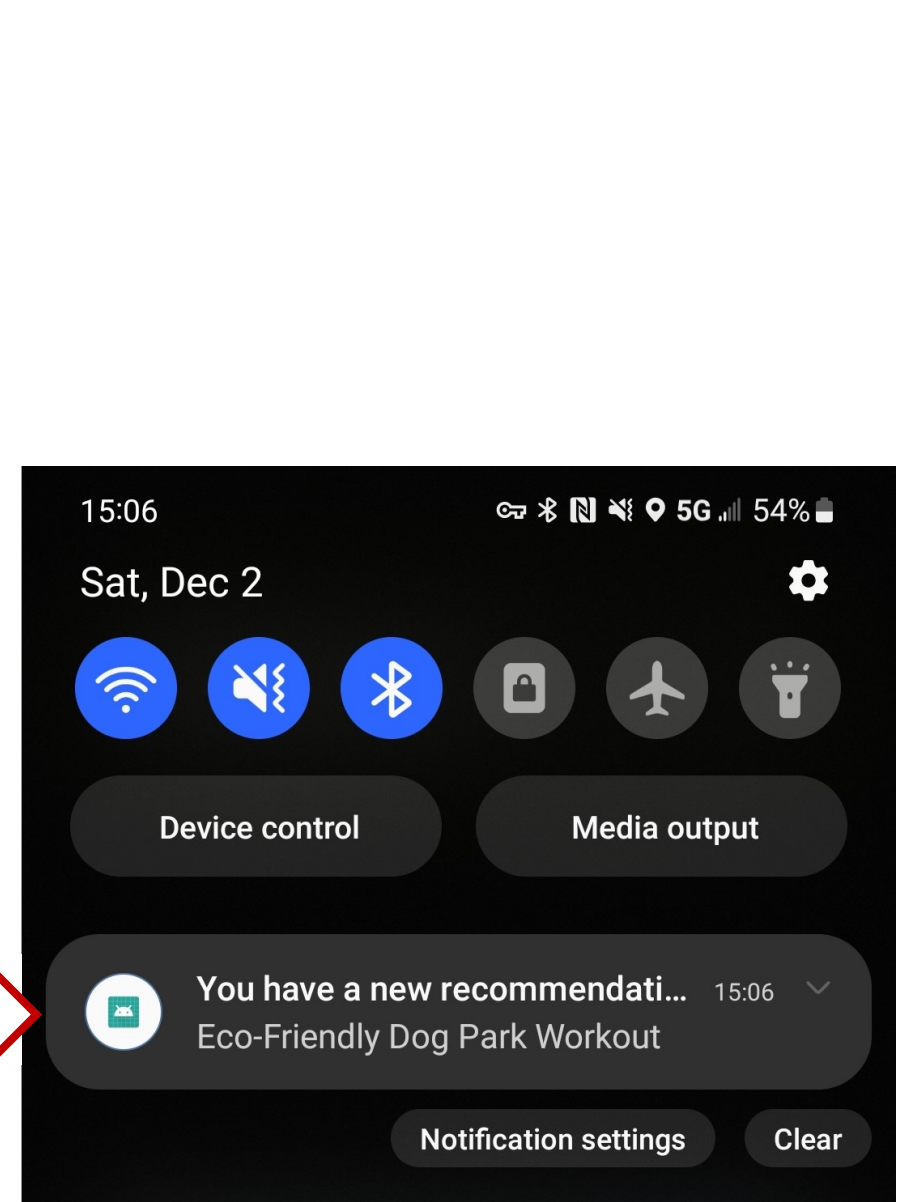 15:06
5G 54%
Sat, Dec 2
Device control
Media output
You have a new recommendati... 15:06
Eco-Friendly Dog Park Workout
Notification settings
Clear